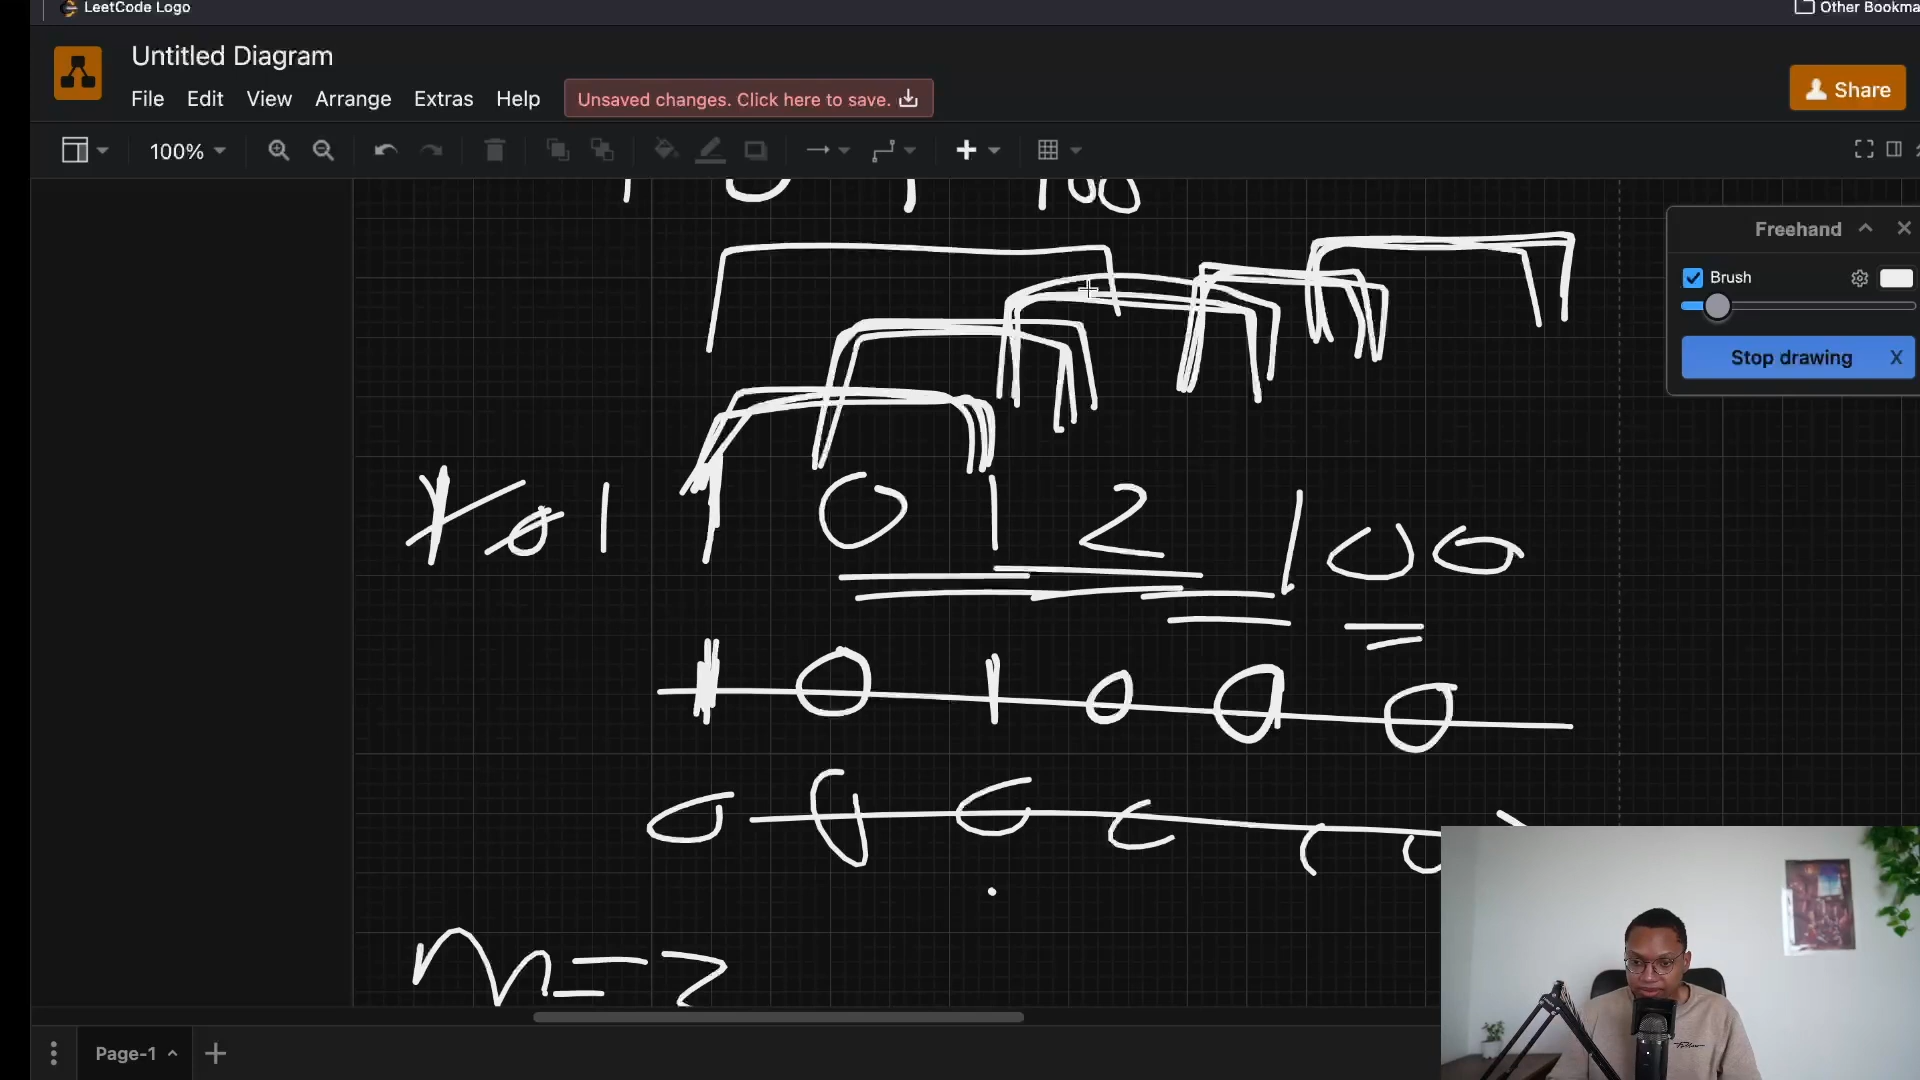 LeetCode Logo
Other Bookma
Untitled Diagram
File Edit View Arrange Extras Help
Unsaved changes. Click here to save.
Share
100%
Freehand
Brush
Stop drawing X
1 0 1 2 100
1 0 1 0 0 0
m=2
Page-1